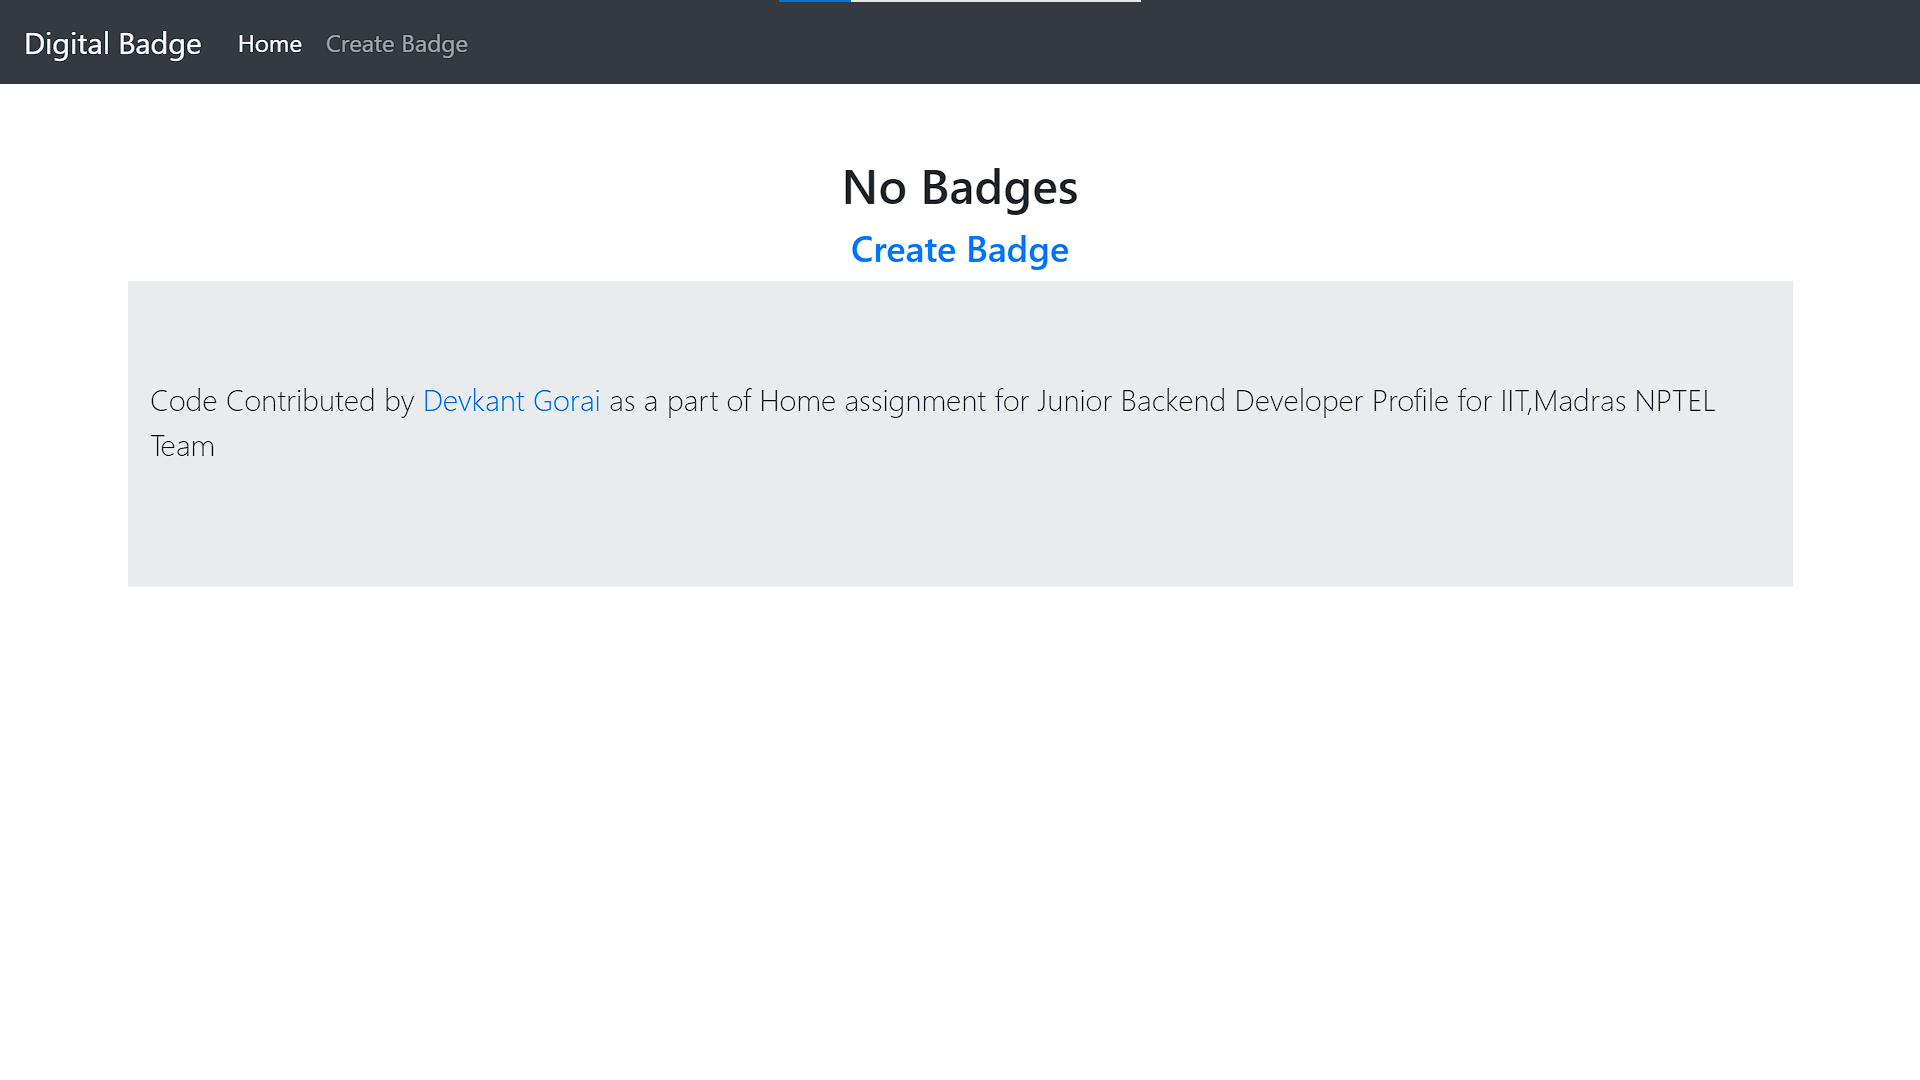 Digital Badge Home Create Badge
No Badges
Create Badge
Code Contributed by Devkant Gorai as a part of Home assignment for Junior Backend Developer Profile for IIT,Madras NPTEL
Team